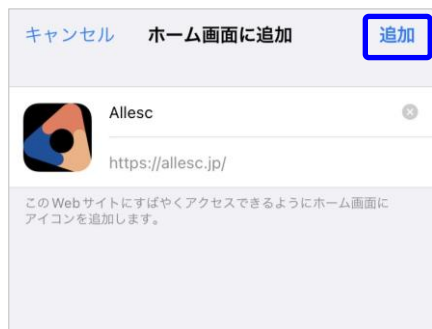 キャンセル ホーム画面に追加 追加
Allesc
https://allesc.jp/
このWebサイトにすばやくアクセスできるようにホーム画面に
アイコンを追加します。